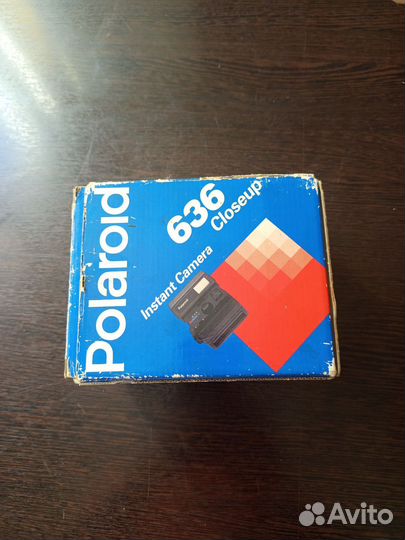 Polaroid
636
Closeup
Instant Camera
Avito